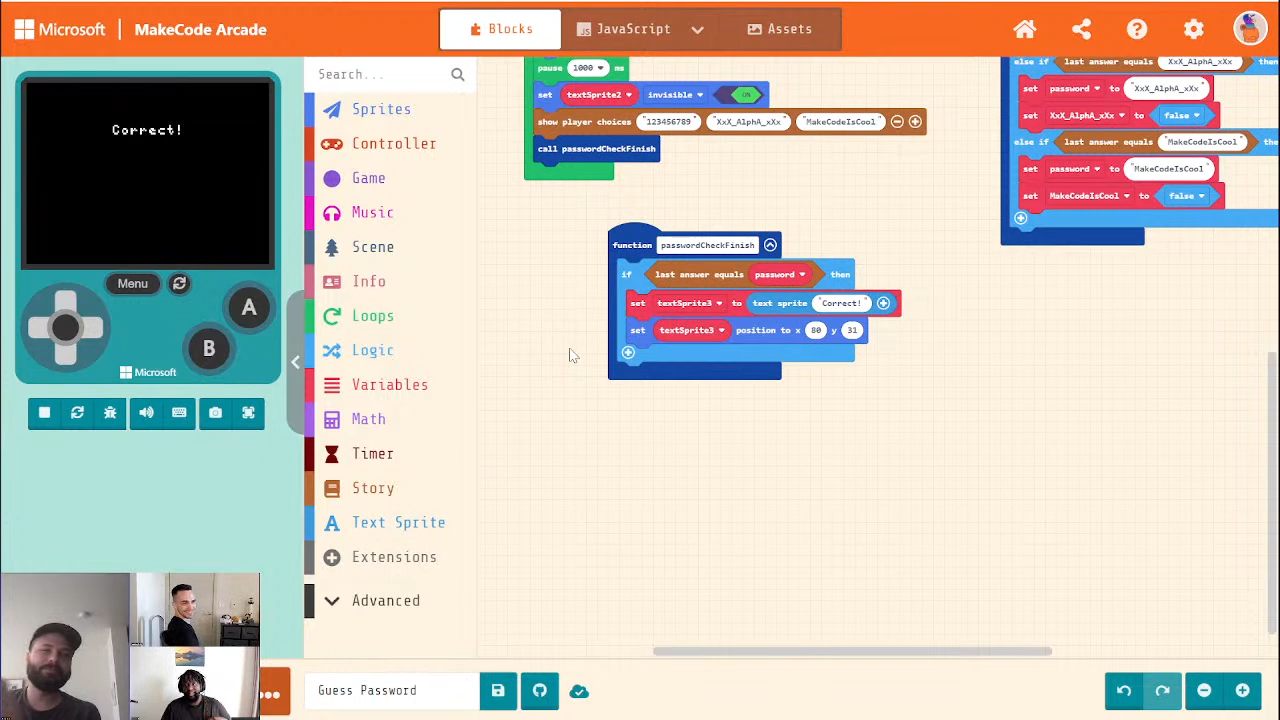 Microsoft | MakeCode Arcade
Blocks
JavaScript
Assets
Correct!
Menu
A
B
Microsoft
Search...
Sprites
Controller
Game
Music
Scene
Info
Loops
Logic
Variables
Math
Timer
Story
Text Sprite
Extensions
Advanced
pause 1000 ms
set textSprite2 invisible ON
show player choices "123456789" "XxX_AlphA_xXx" "MakeCodeIsCool"
call passwordCheckFinish
function passwordCheckFinish
if last answer equals password then
set textSprite3 to text sprite "Correct!"
set textSprite3 position to x 80 y 31
else if last answer equals "XxX_AlphA_xXx" then
set password to "XxX_AlphA_xXx"
set XxX_AlphA_xXx to false
else if last answer equals "MakeCodeIsCool" then
set password to "MakeCodeIsCool"
set MakeCodeIsCool to false
Guess Password